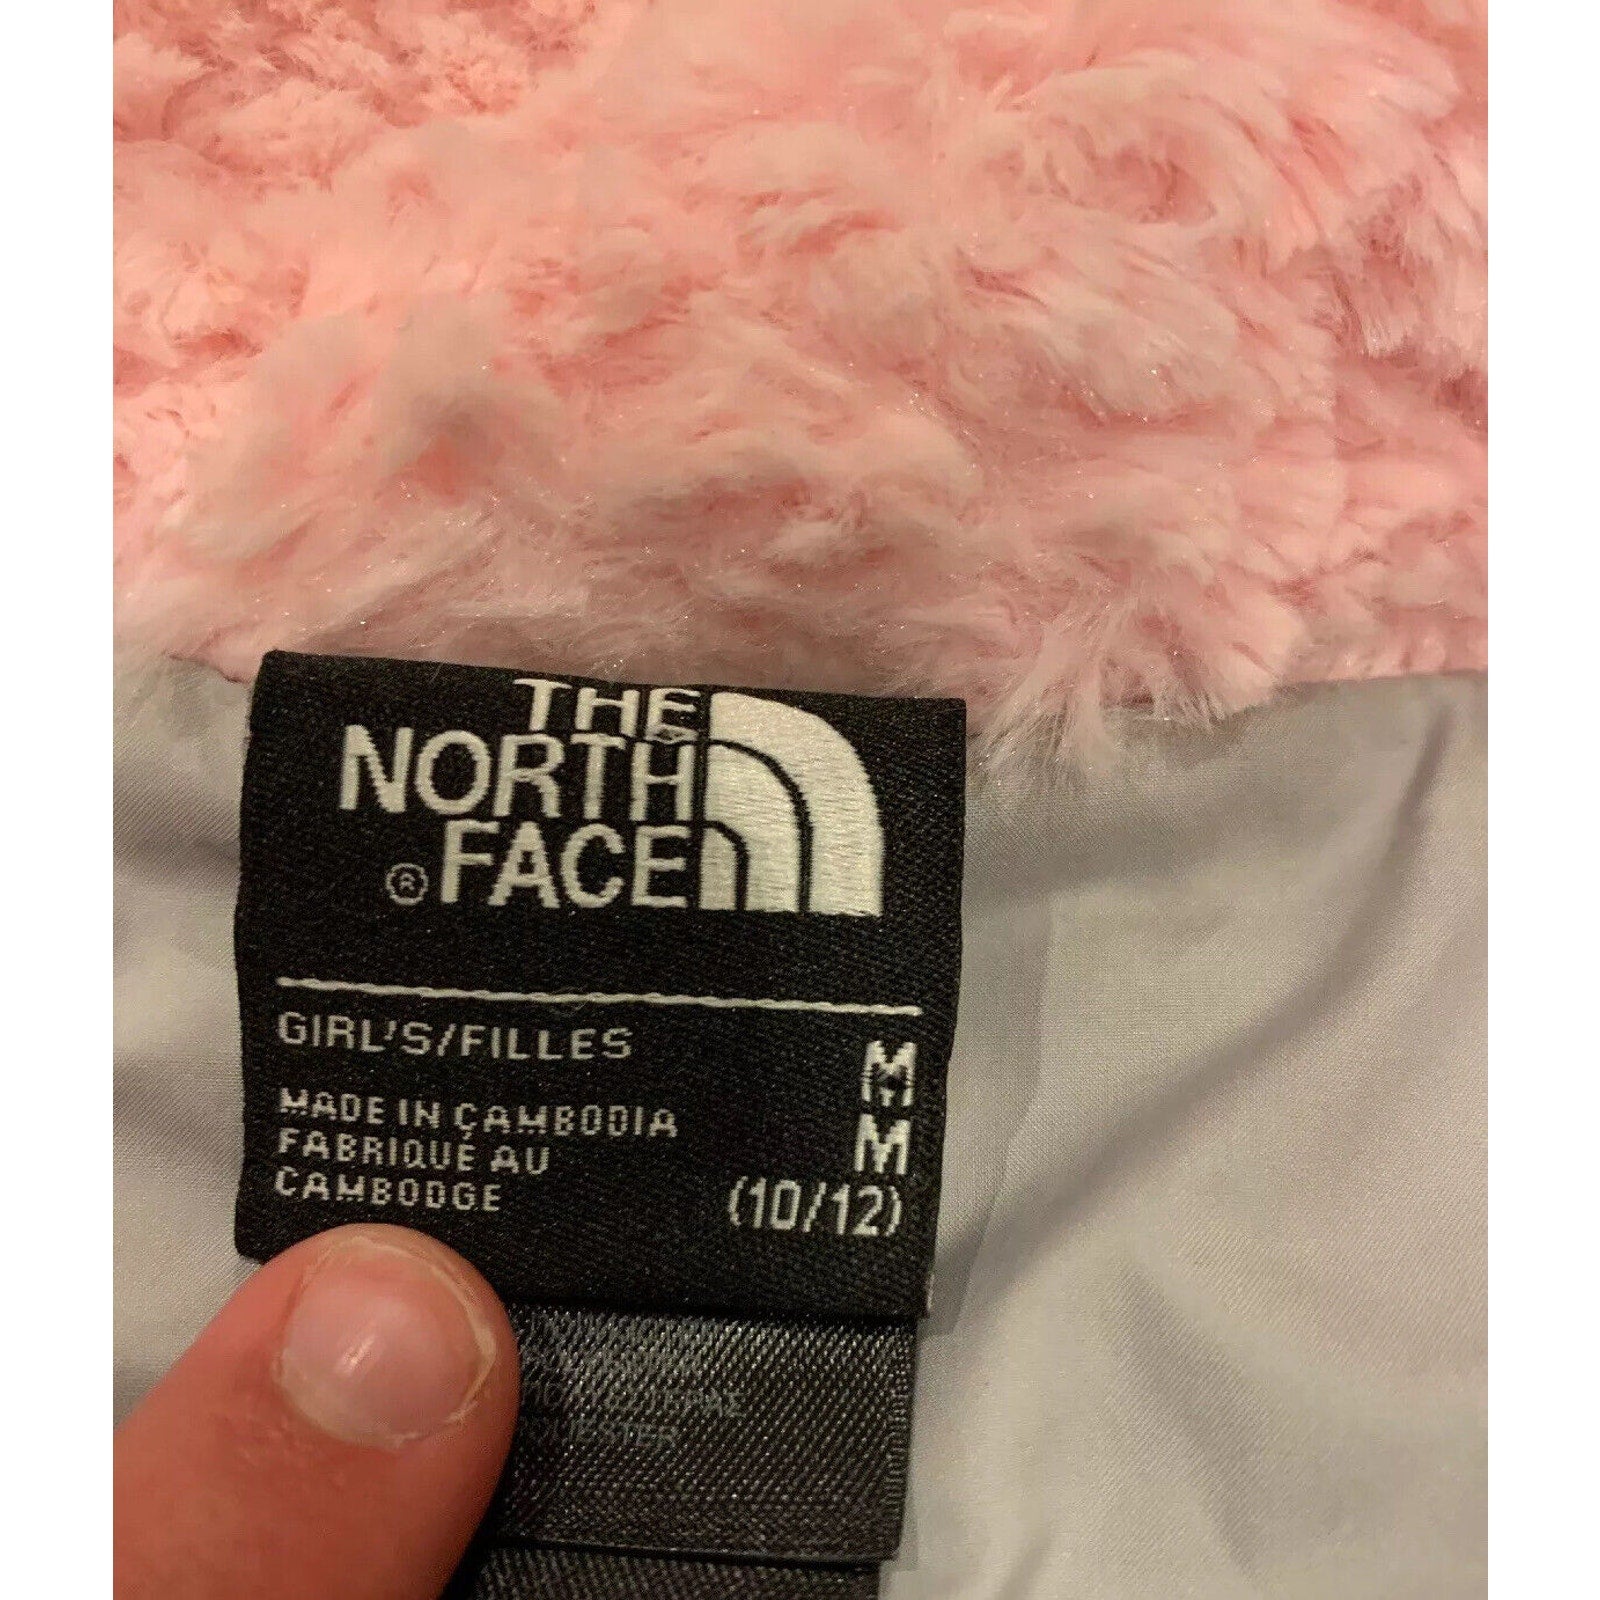 THE
NORTH
® FACE
GIRL'S/FILLES M
MADE IN CAMBODIA M
FABRIQUÉ AU
CAMBODGE (10/12)